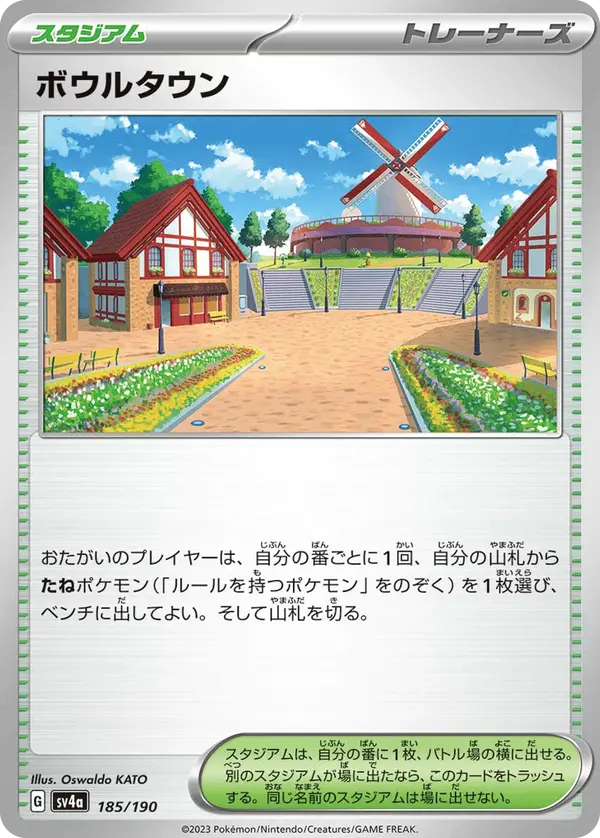 スタジアム
トレーナーズ
ボウルタウン
おたがいのプレイヤーは、自分の番ごとに1回、自分の山札から
たねポケモン(「ルールを持つポケモン」をのぞく)を1枚選び、
ベンチに出してよい。そして山札を切る。
スタジアムは、自分の番に1枚、バトル場の横に出せる。
別のスタジアムが場に出たなら、このカードをトラッシュ
する。同じ名前のスタジアムは場に出せない。
Illus. Oswaldo KATO
G sv4a 185/190
©2023 Pokémon/Nintendo/Creatures/GAME FREAK.